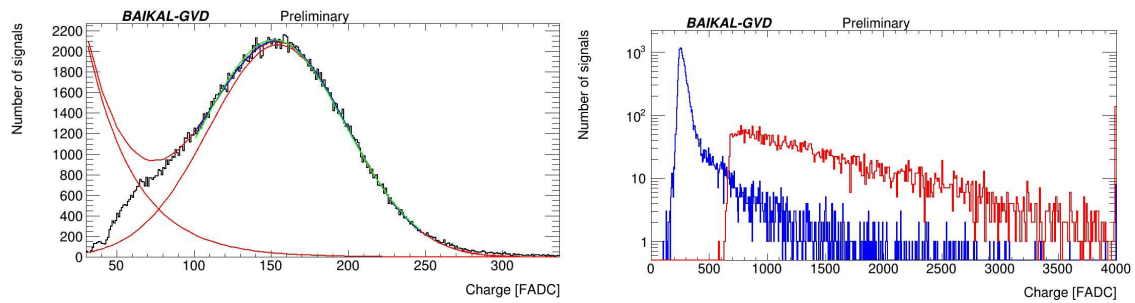 BAIKAL-GVD Preliminary
Number of signals
2200
2000
1800
1600
1400
1200
1000
800
600
400
200
0
50 100 150 200 250 300
Charge [FADC]
BAIKAL-GVD Preliminary
Number of signals
10³
10²
10
1
0 500 1000 1500 2000 2500 3000 3500 4000
Charge [FADC]